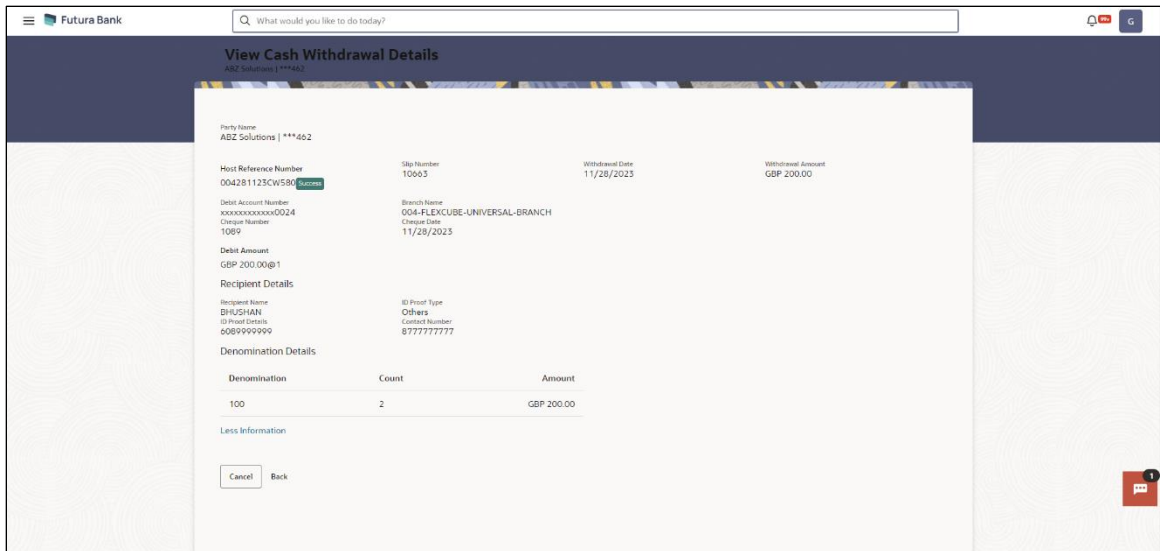 Futura Bank
What would you like to do today?
99+
G
View Cash Withdrawal Details
ABZ Solutions | ***462
Party Name
ABZ Solutions | ***462
Host Reference Number
004281123CW580 Success
Slip Number
10663
Withdrawal Date
11/28/2023
Withdrawal Amount
GBP 200.00
Debit Account Number
xxxxxxxxxxxx0024
Branch Name
004-FLEXCUBE-UNIVERSAL-BRANCH
Cheque Number
1089
Cheque Date
11/28/2023
Debit Amount
GBP 200.00@1
Recipient Details
Recipient Name
BHUSHAN
ID Proof Type
Others
ID Proof Details
6089999999
Contact Number
8777777777
Denomination Details
Denomination Count Amount
100 2 GBP 200.00
Less Information
Cancel Back
1